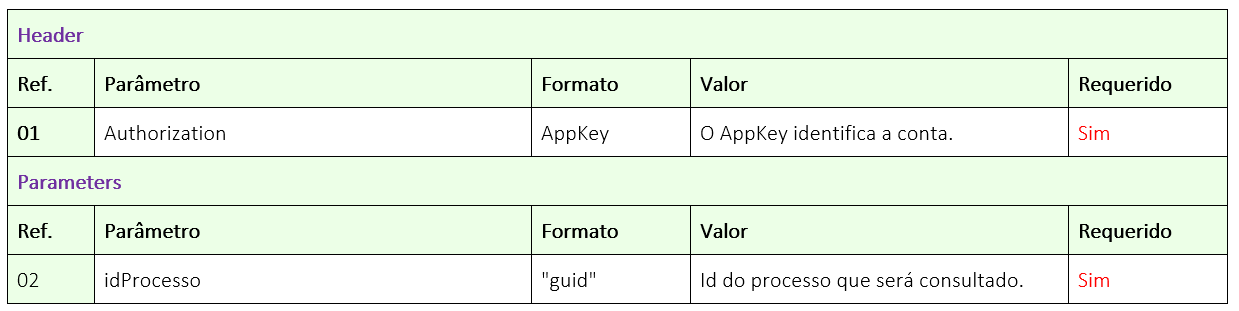 Header
Ref. Parâmetro Formato Valor Requerido
01 Authorization AppKey O AppKey identifica a conta. Sim
Parameters
Ref. Parâmetro Formato Valor Requerido
02 idProcesso "guid" Id do processo que será consultado. Sim